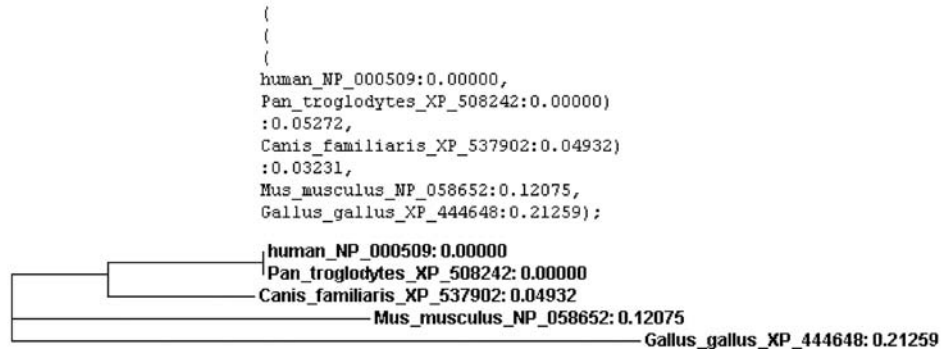 (
(
(
human_NP_000509:0.00000,
Pan_troglodytes_XP_508242:0.00000)
:0.05272,
Canis_familiaris_XP_537902:0.04932)
:0.03231,
Mus_musculus_NP_058652:0.12075,
Gallus_gallus_XP_444648:0.21259);
human_NP_000509: 0.00000
Pan_troglodytes_XP_508242: 0.00000
Canis_familiaris_XP_537902: 0.04932
Mus_musculus_NP_058652: 0.12075
Gallus_gallus_XP_444648: 0.21259